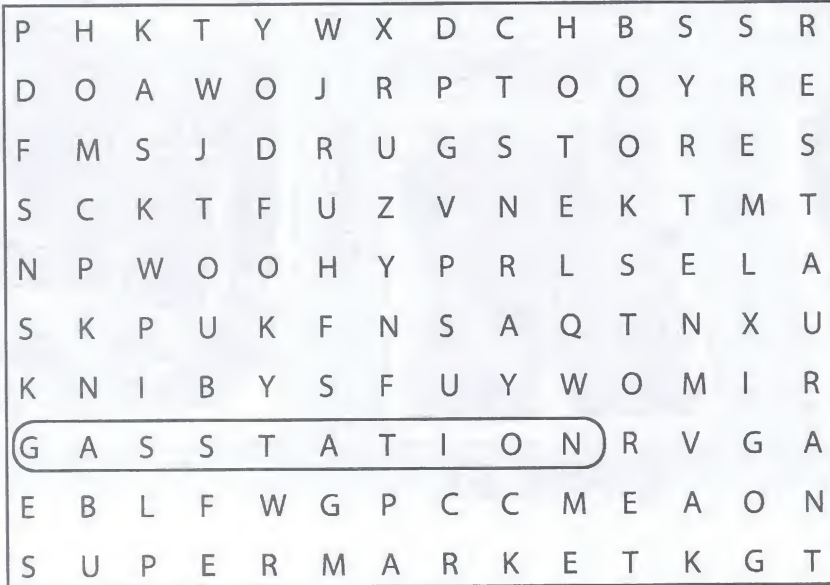 P H K T Y W X D C H B S S R
D O A W O J R P T O O Y R E
F M S J D R U G S T O R E S
S C K T F U Z V N E K T M T
N P W O O H Y P R L S E L A
S K P U K F N S A Q T N X U
K N I B Y S F U Y W O M I R
G A S S T A T I O N R V G A
E B L F W G P C C M E A O N
S U P E R M A R K E T K G T